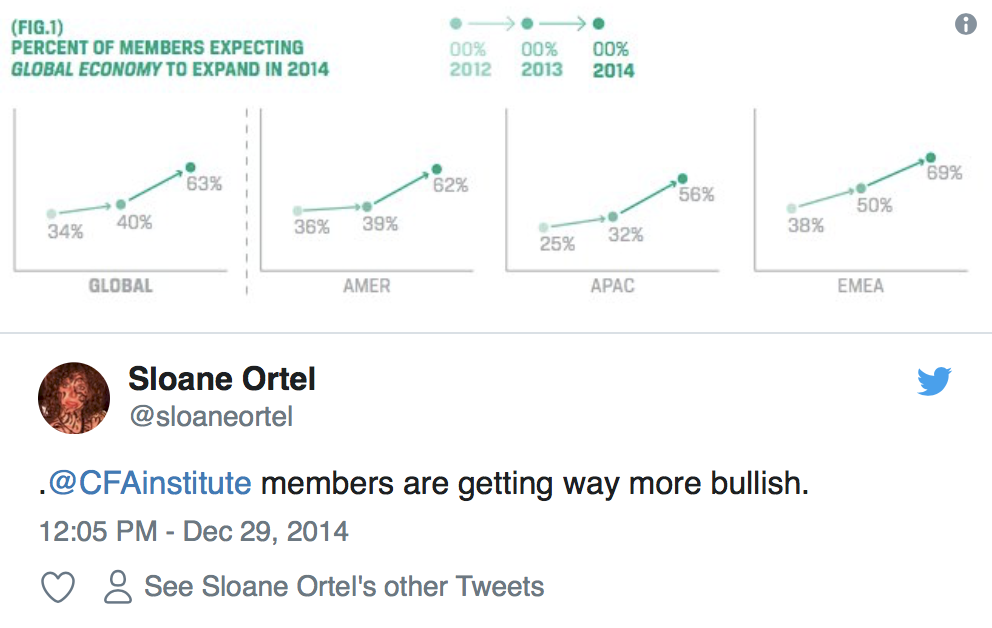 (FIG.1)
PERCENT OF MEMBERS EXPECTING
GLOBAL ECONOMY TO EXPAND IN 2014
00% 00% 00%
2012 2013 2014
34% 40% 63%
GLOBAL
36% 39% 62%
AMER
25% 32% 56%
APAC
38% 50% 69%
EMEA
Sloane Ortel
@sloaneortel
.@CFAinstitute members are getting way more bullish.
12:05 PM - Dec 29, 2014
See Sloane Ortel's other Tweets